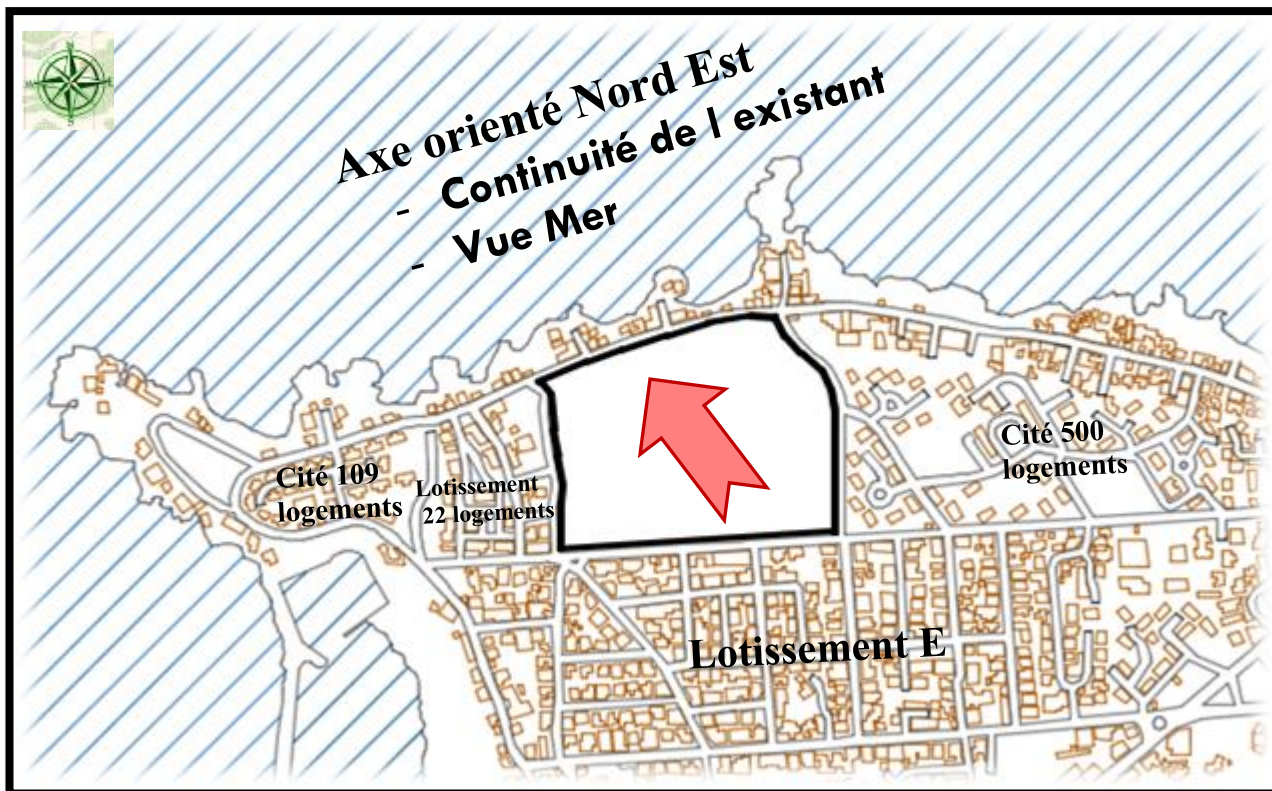 Axe orienté Nord Est
- Continuité de l existant
- Vue Mer
Cité 109
logements
Lotissement
22 logements
Cité 500
logements
Lotissement E